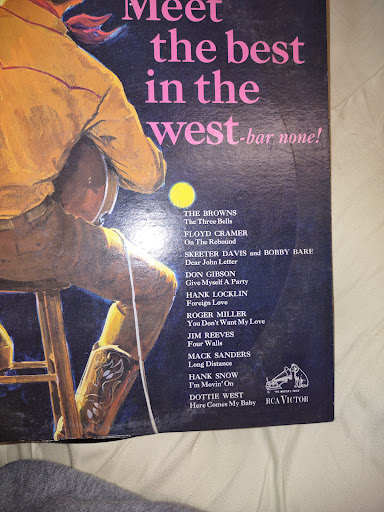 Meet
the best
in the
west-bar none!
THE BROWNS
The Three Bells
FLOYD CRAMER
On The Rebound
SKEETER DAVIS and BOBBY BARE
Dear John Letter
DON GIBSON
Give Myself A Party
HANK LOCKLIN
Foreign Love
ROGER MILLER
You Don't Want My Love
JIM REEVES
Four Walls
MACK SANDERS
Long Distance
HANK SNOW
I'm Movin' On
DOTTIE WEST
Here Comes My Baby
"HIS MASTER'S VOICE"
RCA VICTOR